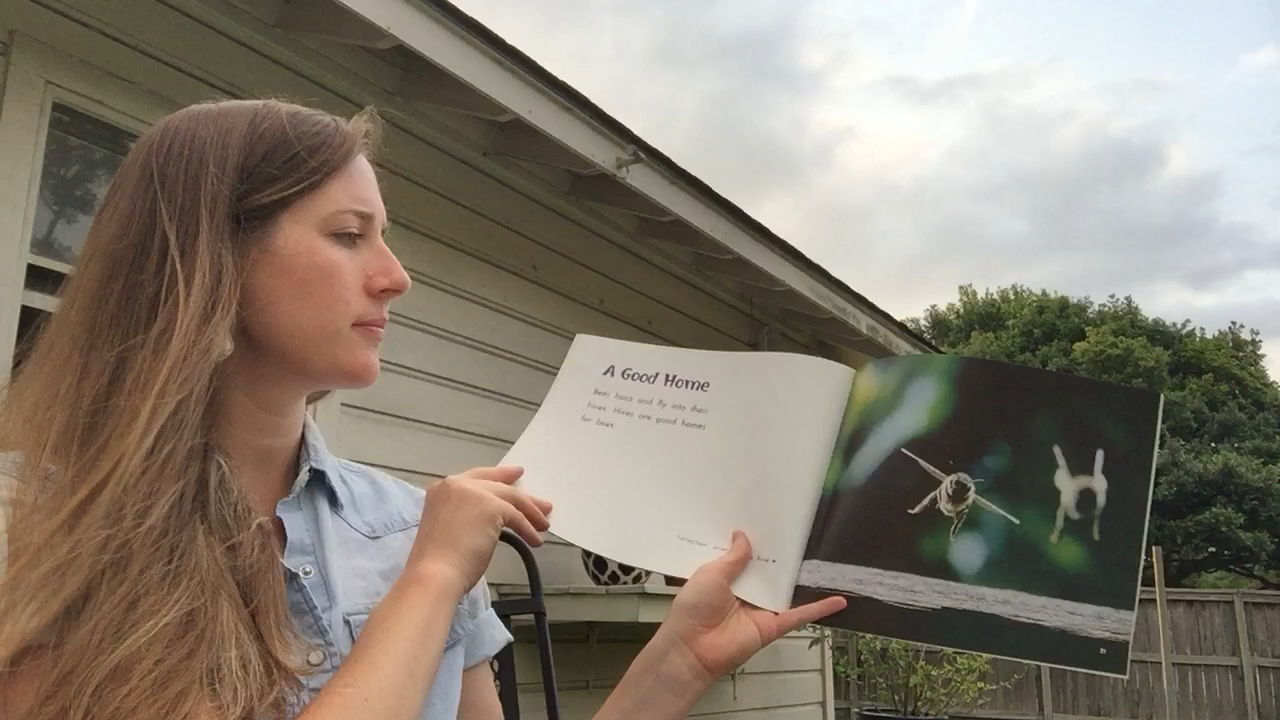 A Good Home
Bees buzz and fly into their
hives. Hives are good homes
for bees.